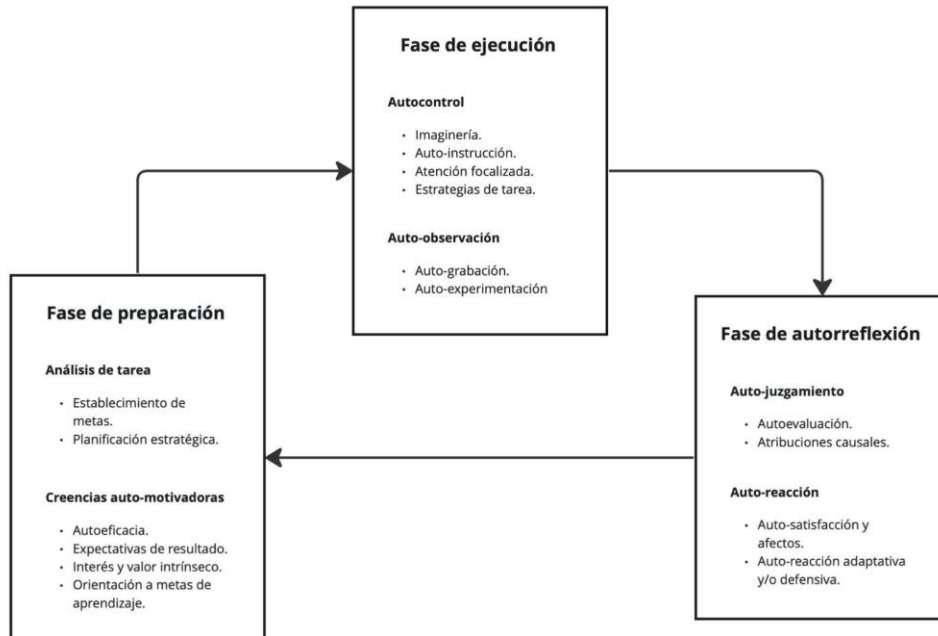 Fase de ejecución
Autocontrol
• Imaginería.
• Auto-instrucción.
• Atención focalizada.
• Estrategias de tarea.
Auto-observación
• Auto-grabación.
• Auto-experimentación
Fase de preparación
Análisis de tarea
• Establecimiento de
metas.
• Planificación estratégica.
Creencias auto-motivadoras
• Autoeficacia.
• Expectativas de resultado.
• Interés y valor intrínseco.
• Orientación a metas de
aprendizaje.
Fase de autorreflexión
Auto-juzgamiento
• Autoevaluación.
• Atribuciones causales.
Auto-reacción
• Auto-satisfacción y
afectos.
• Auto-reacción adaptativa
y/o defensiva.